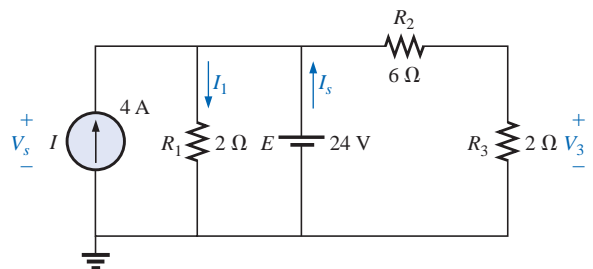 R2
6 Ω
4 A
I1
Is
+
Vs
−
I
R1
2 Ω
E
24 V
R3
2 Ω
+
V3
−